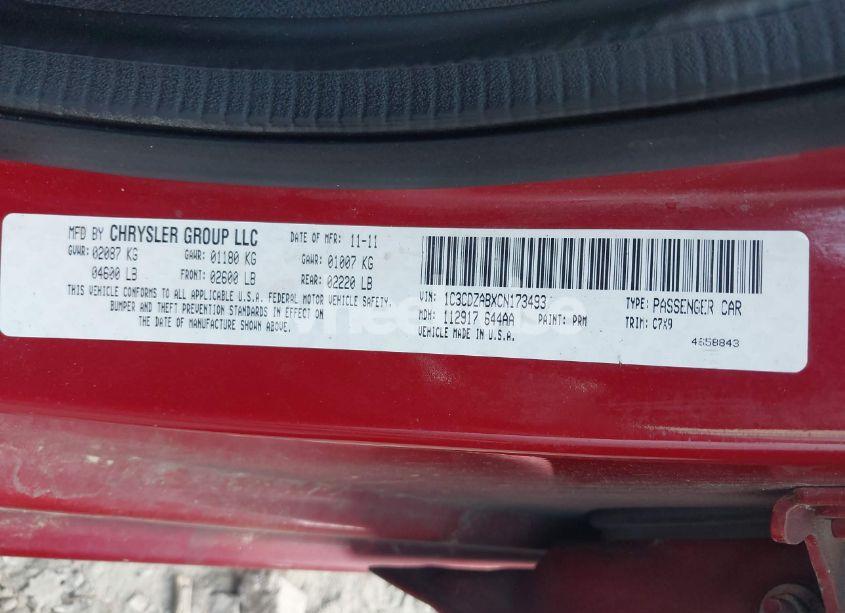 MFD BY CHRYSLER GROUP LLC DATE OF MFR: 11-11
GVWR: 02087 KG GAWR: 01180 KG GAWR: 01007 KG
04600 LB FRONT: 02600 LB REAR: 02220 LB
THIS VEHICLE CONFORMS TO ALL APPLICABLE U.S.A. FEDERAL MOTOR VEHICLE SAFETY,
BUMPER AND THEFT PREVENTION STANDARDS IN EFFECT ON
THE DATE OF MANUFACTURE SHOWN ABOVE.
VIN: 1C3CDZABXCN173493 TYPE: PASSENGER CAR
MDH: 112917 644AA PAINT: PRM TRIM: C7X9
VEHICLE MADE IN U.S.A.
4658843